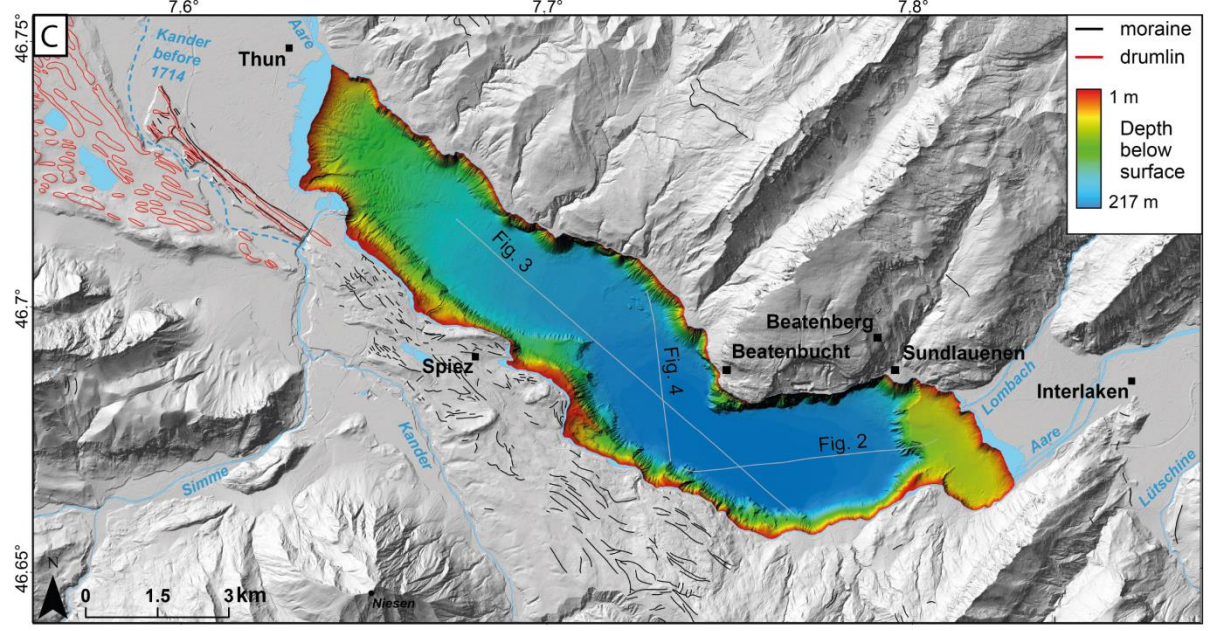 7,6°
7,7°
7,8°
C
46.75°
46.7°
46.65°
Kander
before
1714
Thun
Aare
moraine
drumlin
1 m
Depth
below
surface
217 m
Fig. 3
Fig. 4
Fig. 2
Spiez
Beatenberg
Beatenbucht
Sundlauenen
Interlaken
Lombach
Aare
Lütschine
Simme
Kander
Niesen
N
0 1.5 3 km